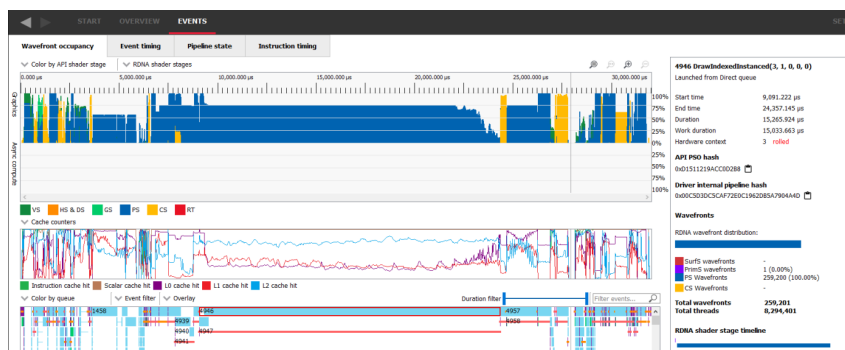 START OVERVIEW EVENTS
Wavefront occupancy Event timing Pipeline state Instruction timing
Color by API shader stage RDNA shader stages
0.000 µs 5,000.000 µs 10,000.000 µs 15,000.000 µs 20,000.000 µs 25,000.000 µs 30,000.000 µs
Graphics
100%
75%
50%
25%
0%
Async compute
25%
50%
75%
100%
VS HS & DS GS PS CS RT
Cache counters
Instruction cache hit Scalar cache hit L0 cache hit L1 cache hit L2 cache hit
Color by queue Event filter Overlay Duration filter Filter events...
1458 4946 4957
4939 4958
4940 4947
4941
4946 DrawIndexedInstanced(3, 1, 0, 0, 0)
Launched from Direct queue
Start time 9,091.222 µs
End time 24,357.145 µs
Duration 15,265.924 µs
Work duration 15,033.663 µs
Hardware context 3 rolled
API PSO hash
0xD1511219ACC0D2B8
Driver internal pipeline hash
0x00C5D3DC5CAF72E0C1962DB5A7904A4D
Wavefronts
RDNA wavefront distribution:
SurfS wavefronts -
PrimS wavefronts 1 (0.00%)
PS Wavefronts 259,200 (100.00%)
CS Wavefronts -
Total wavefronts 259,201
Total threads 8,294,401
RDNA shader stage timeline